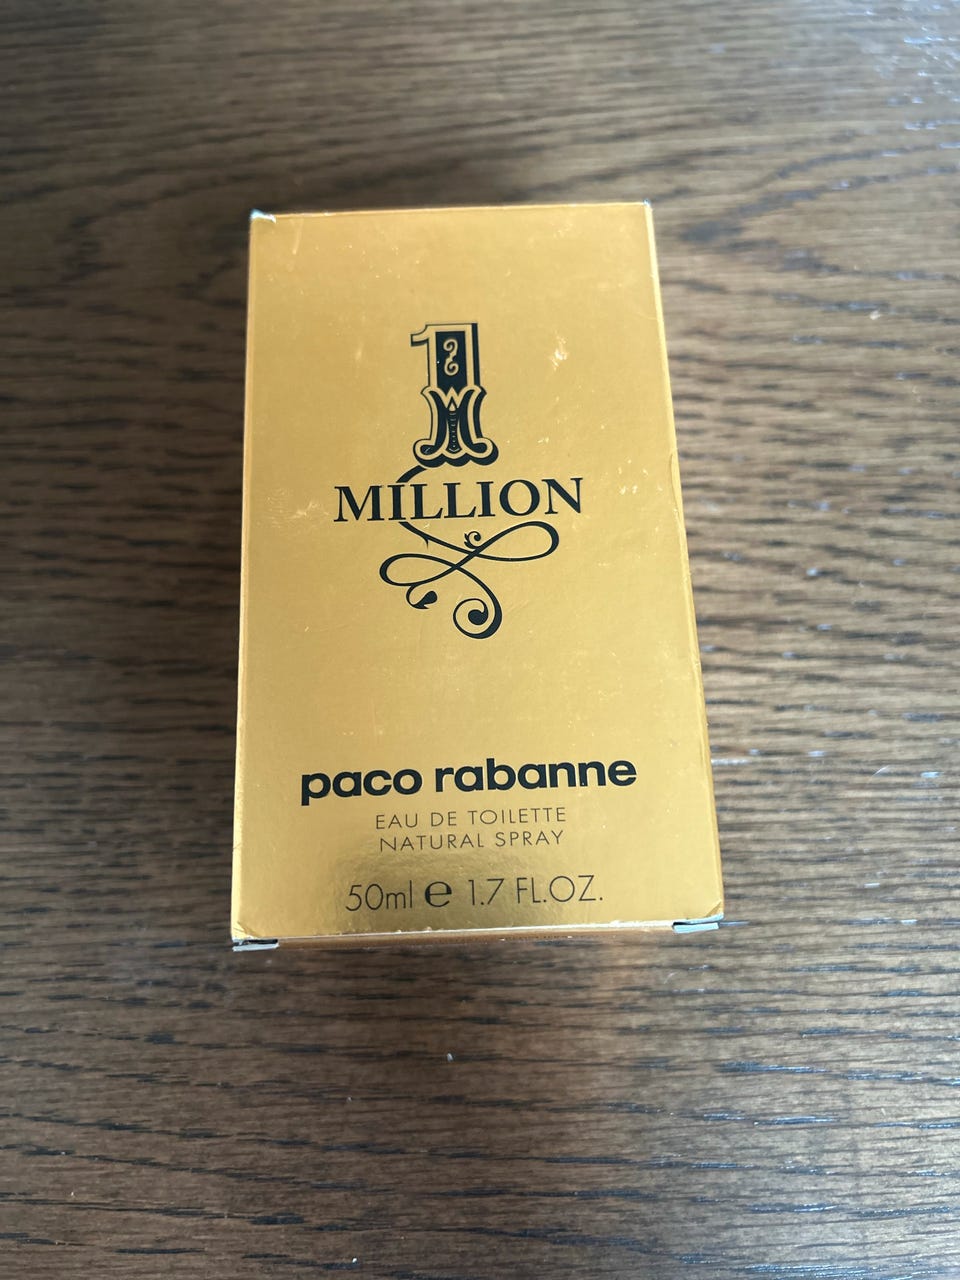 1
MILLION
paco rabanne
EAU DE TOILETTE
NATURAL SPRAY
50ml e 1.7 FL.OZ.